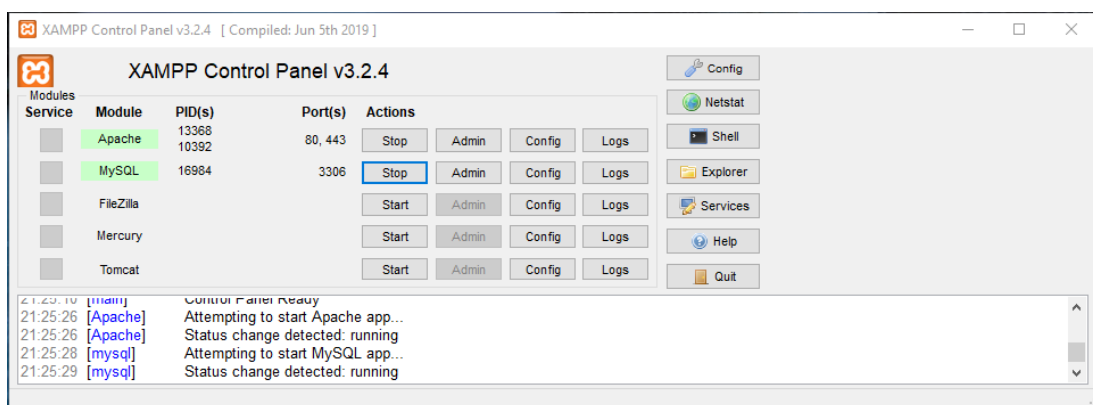 XAMPP Control Panel v3.2.4 [ Compiled: Jun 5th 2019 ]
XAMPP Control Panel v3.2.4
Config
Modules
Service Module PID(s) Port(s) Actions
Netstat
Apache 13368 10392 80, 443 Stop Admin Config Logs
Shell
MySQL 16984 3306 Stop Admin Config Logs
Explorer
FileZilla Start Admin Config Logs
Services
Mercury Start Admin Config Logs
Help
Tomcat Start Admin Config Logs
Quit
21:25:10 [main] Control Panel Ready
21:25:26 [Apache] Attempting to start Apache app...
21:25:26 [Apache] Status change detected: running
21:25:28 [mysql] Attempting to start MySQL app...
21:25:29 [mysql] Status change detected: running